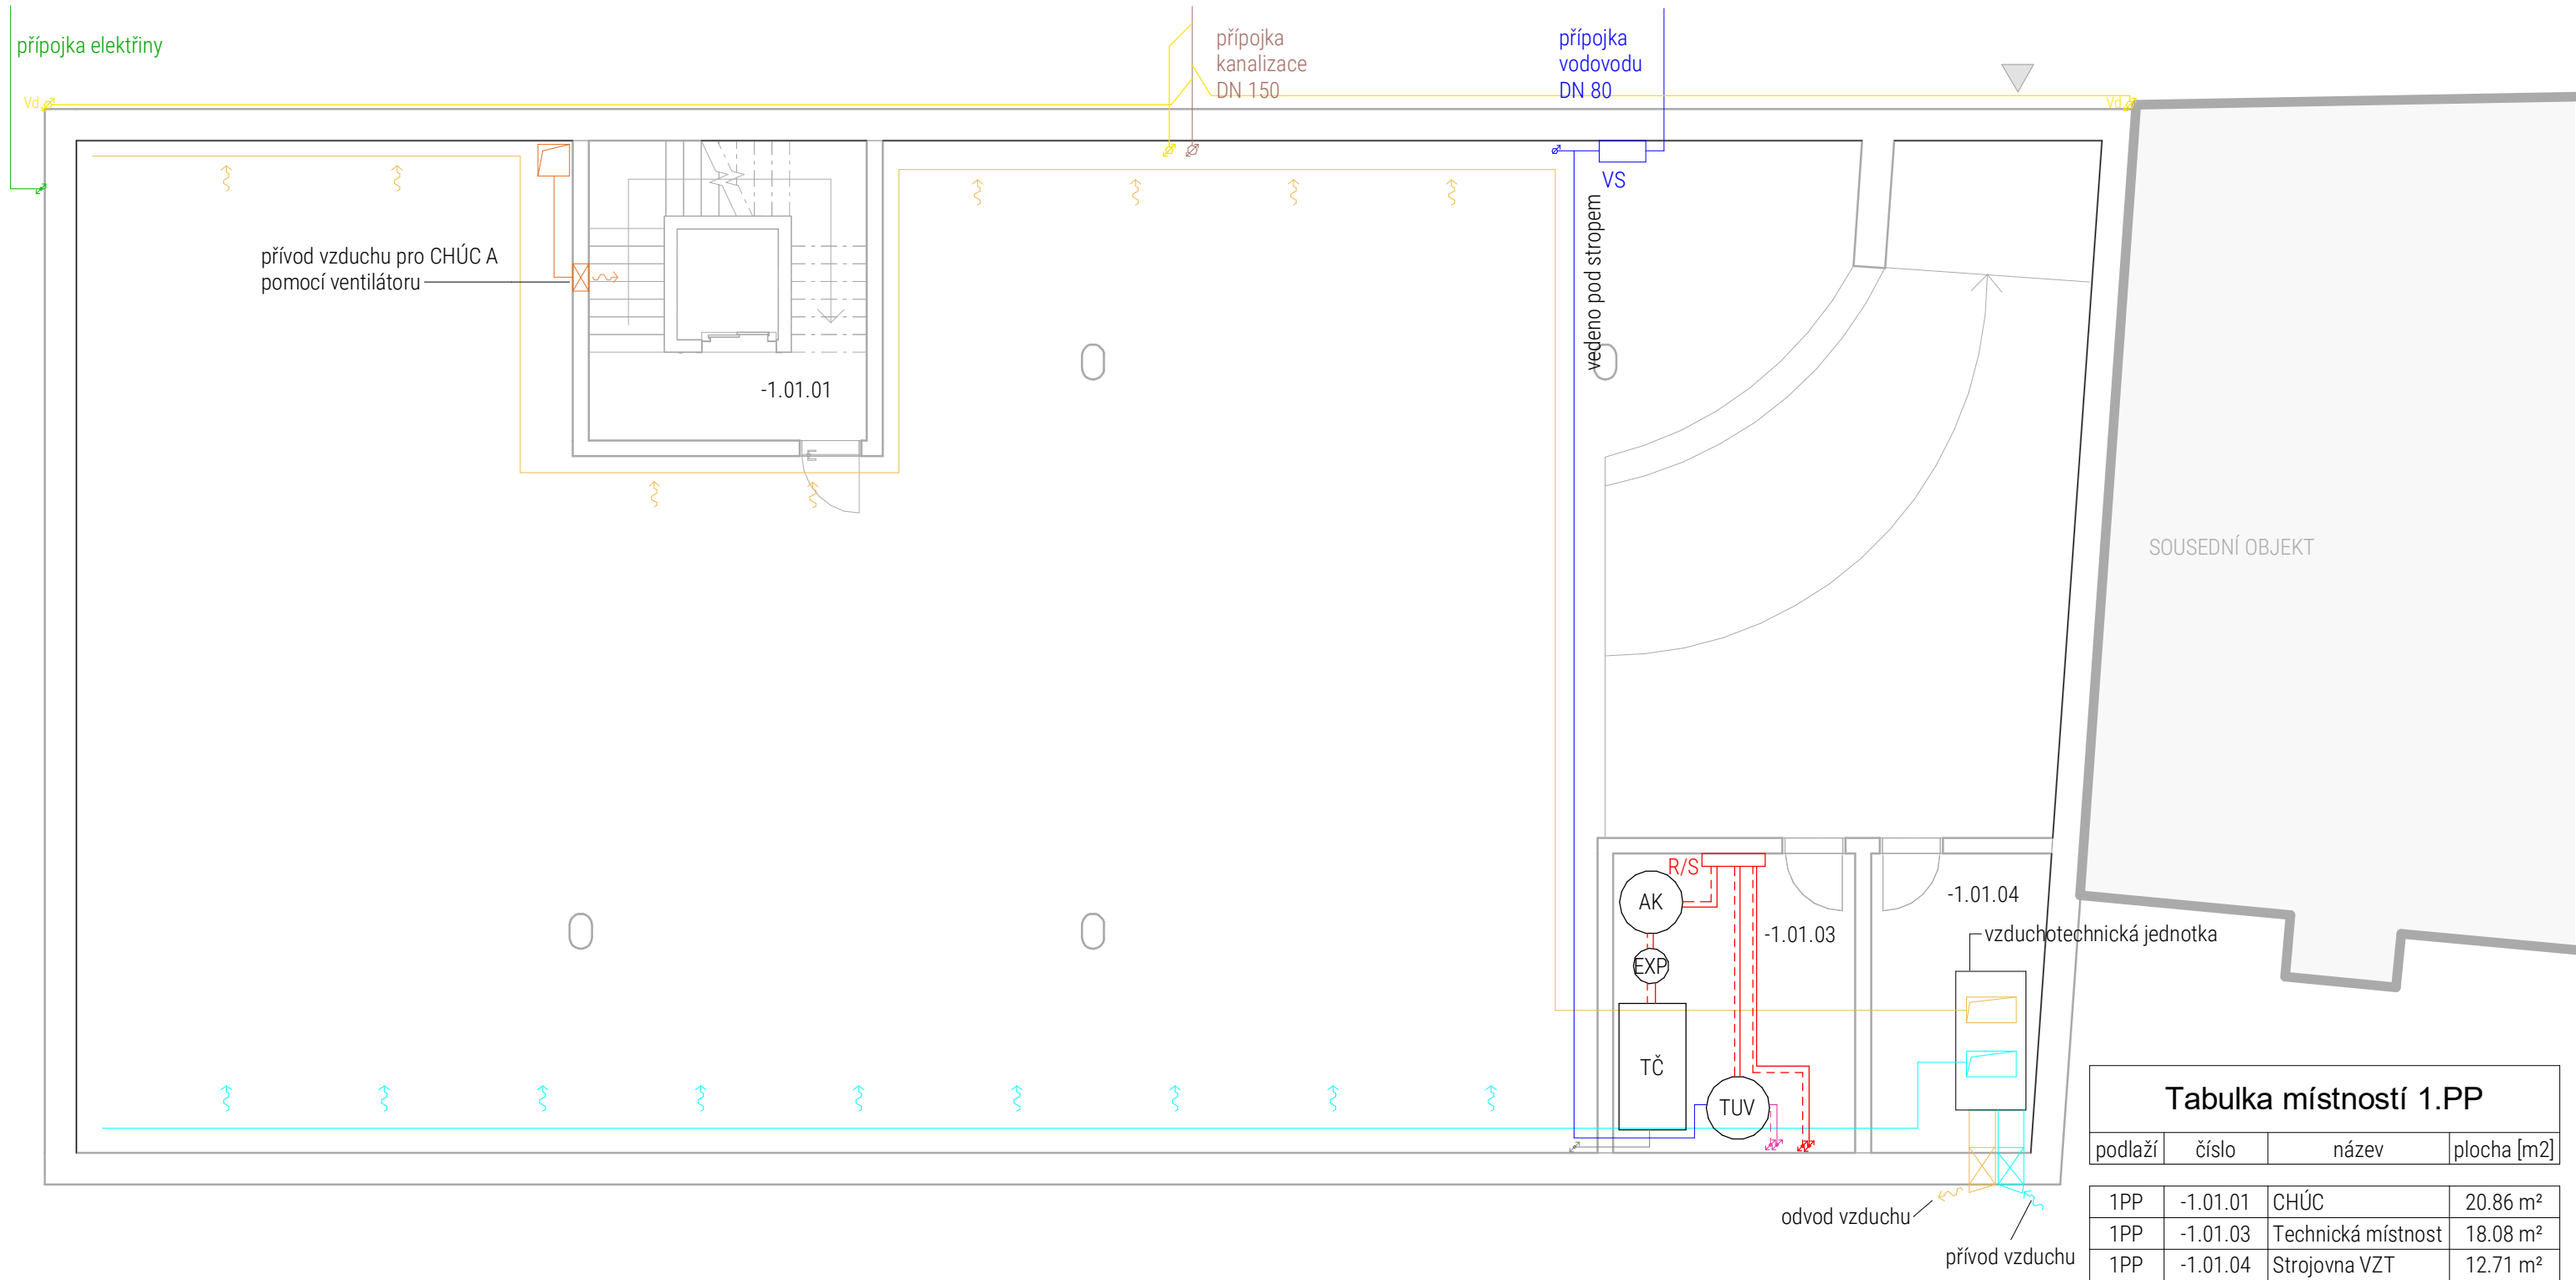 přípojka elektřiny
přípojka
kanalizace
DN 150
přípojka
vodovodu
DN 80
Vd
Vd
VS
vedeno pod stropem
přívod vzduchu pro CHÚC A
pomocí ventilátoru
-1.01.01
E
SOUSEDNÍ OBJEKT
R/S
AK
-1.01.04
-1.01.03
vzduchotechnická jednotka
EXP
TČ
TUV
odvod vzduchu
přívod vzduchu
Tabulka místností 1.PP
podlaží číslo název plocha [m2]
1PP -1.01.01 CHÚC 20.86 m²
1PP -1.01.03 Technická místnost 18.08 m²
1PP -1.01.04 Strojovna VZT 12.71 m²